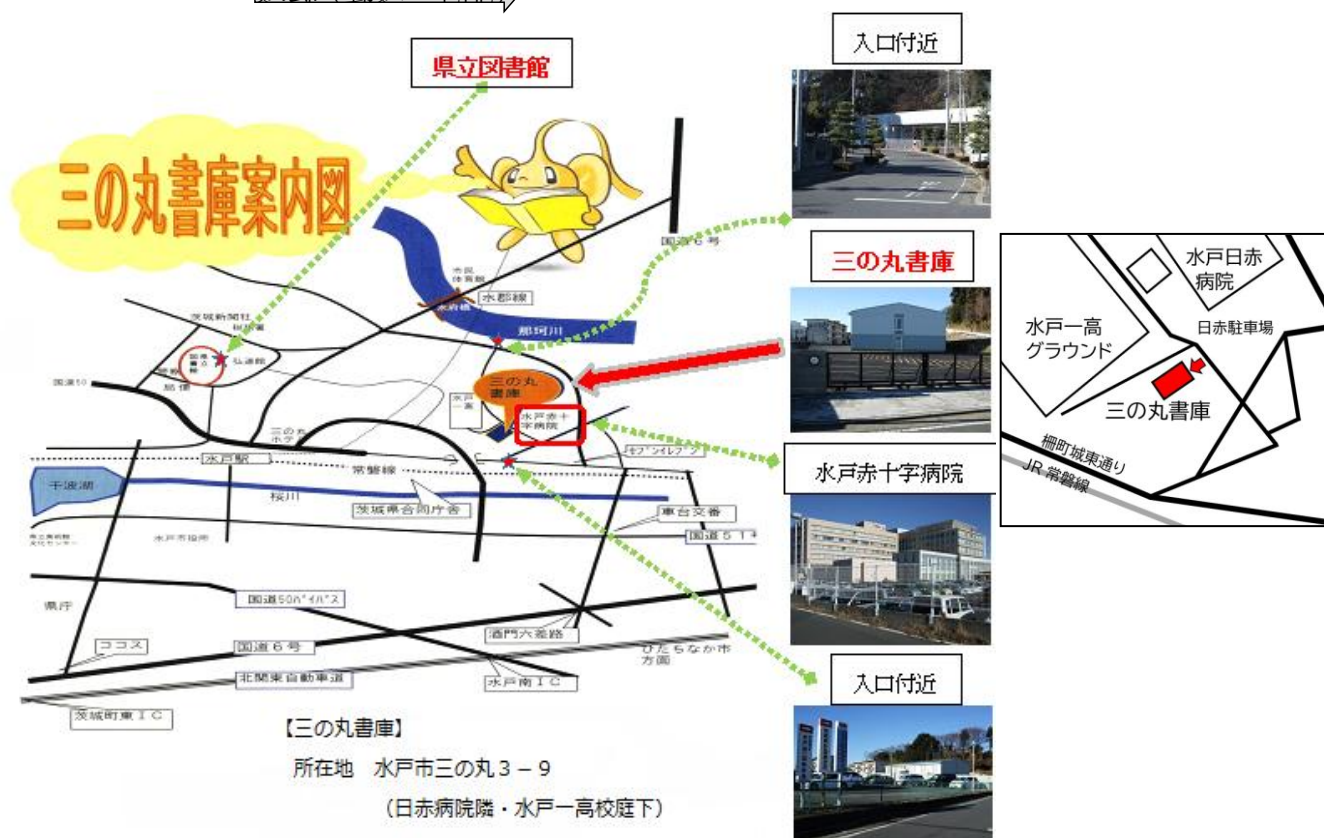 県立図書館
入口付近
三の丸書庫案内図
国道6号
市民
体育館
水郡線
那珂川
三の丸書庫
茨城新聞社
弘道館
国道50
三の丸
書庫
水戸
一高
水戸赤十
字病院
三の丸
ホテル
水戸駅
常磐線
セブンイレブン
千波湖
桜川
茨城県合同庁舎
車台交番
水戸市役所
国道51
水戸赤十字病院
県庁
国道50バイパス
ココス
国道6号
酒門六差路
ひたちなか市
方面
北関東自動車道
水戸南IC
茨城町東IC
入口付近
【三の丸書庫】
所在地 水戸市三の丸3-9
(日赤病院隣・水戸一高校庭下)
水戸日赤
病院
水戸一高
グラウンド
日赤駐車場
三の丸書庫
柵町城東通り
JR 常磐線